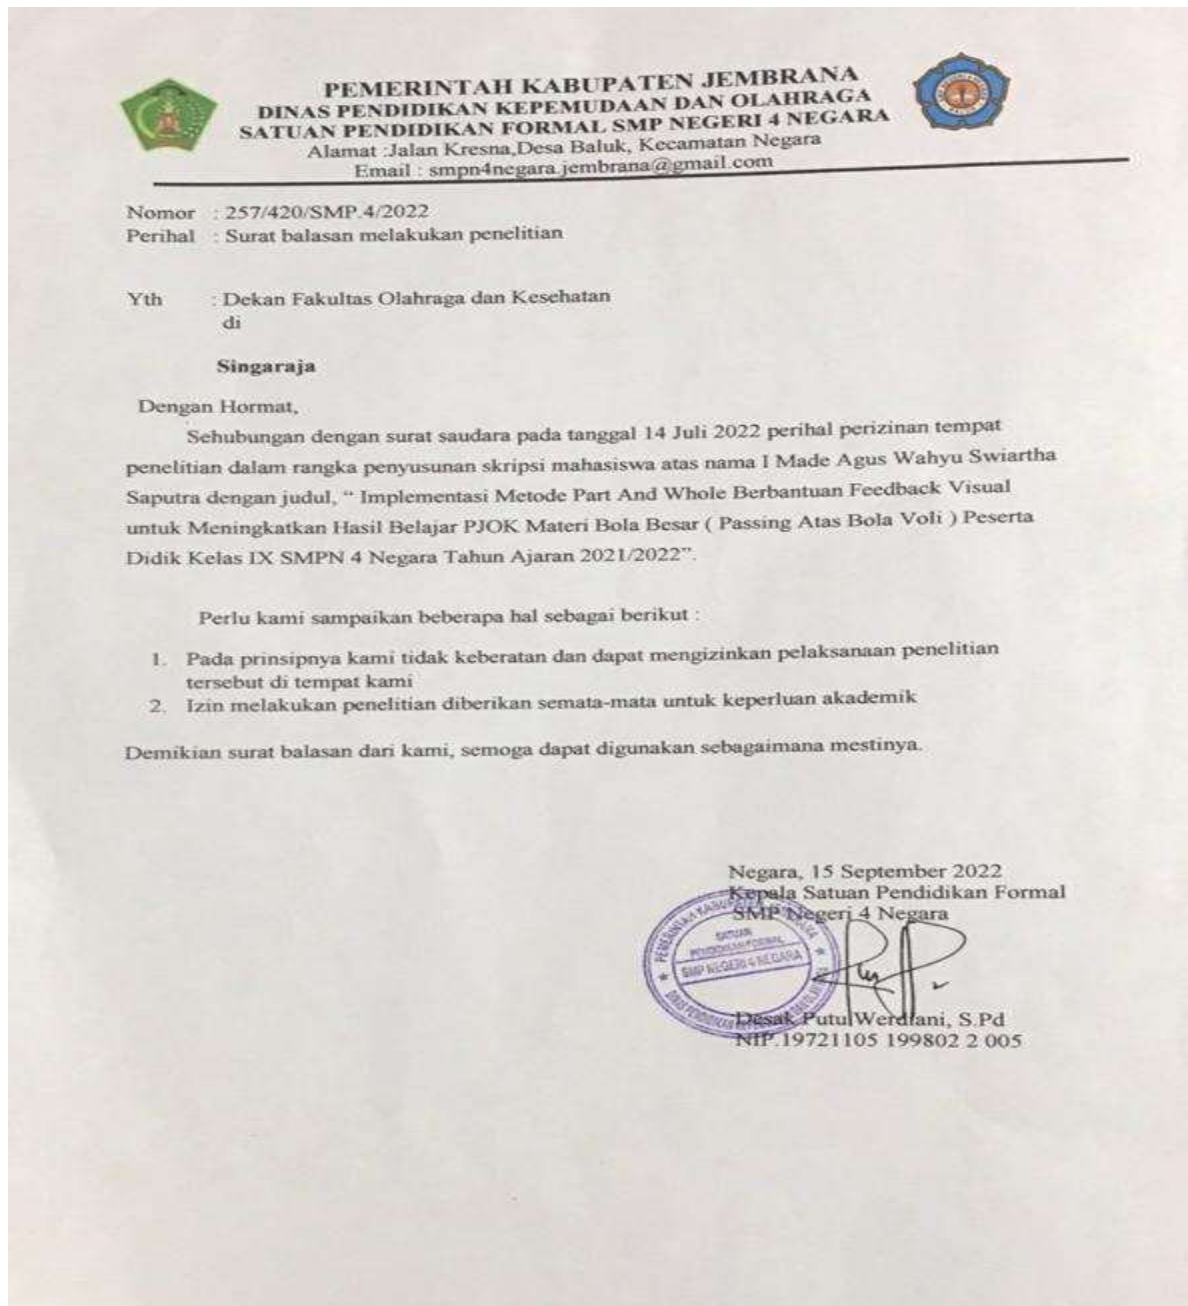 PEMERINTAH KABUPATEN JEMBRANA
DINAS PENDIDIKAN KEPEMUDAAN DAN OLAHRAGA
SATUAN PENDIDIKAN FORMAL SMP NEGERI 4 NEGARA
Alamat :Jalan Kresna,Desa Baluk, Kecamatan Negara
Email : smpn4negara.jembrana@gmail.com
Nomor : 257/420/SMP.4/2022
Perihal : Surat balasan melakukan penelitian
Yth : Dekan Fakultas Olahraga dan Kesehatan
di
Singaraja
Dengan Hormat,
Sehubungan dengan surat saudara pada tanggal 14 Juli 2022 perihal perizinan tempat
penelitian dalam rangka penyusunan skripsi mahasiswa atas nama I Made Agus Wahyu Swiartha
Saputra dengan judul, “ Implementasi Metode Part And Whole Berbantuan Feedback Visual
untuk Meningkatkan Hasil Belajar PJOK Materi Bola Besar ( Passing Atas Bola Voli ) Peserta
Didik Kelas IX SMPN 4 Negara Tahun Ajaran 2021/2022”.
Perlu kami sampaikan beberapa hal sebagai berikut :
1. Pada prinsipnya kami tidak keberatan dan dapat mengizinkan pelaksanaan penelitian
tersebut di tempat kami
2. Izin melakukan penelitian diberikan semata-mata untuk keperluan akademik
Demikian surat balasan dari kami, semoga dapat digunakan sebagaimana mestinya.
Negara, 15 September 2022
Kepala Satuan Pendidikan Formal
SMP Negeri 4 Negara
SATUAN
PENDIDIKAN FORMAL
SMP NEGERI 4 NEGARA
Desak Putu Werdiani, S.Pd
NIP.19721105 199802 2 005